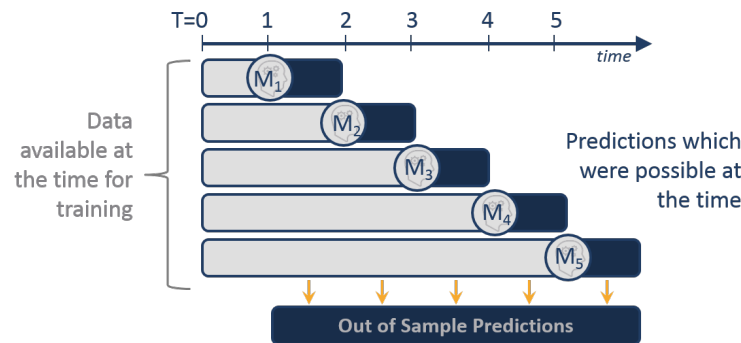 T=0 1 2 3 4 5
time
M1
M2
M3
M4
M5
Data
available at
the time for
training
Predictions which
were possible at
the time
Out of Sample Predictions